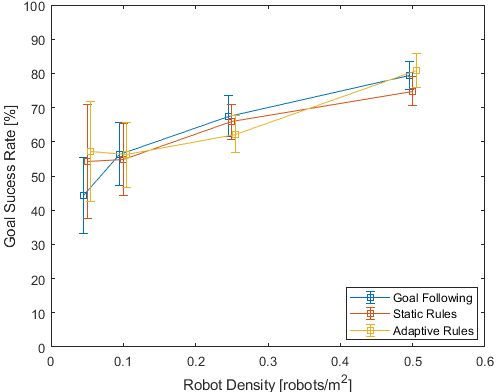 100
90
80
70
60
50
40
30
20
10
0
Goal Sucess Rate [%]
0 0.1 0.2 0.3 0.4 0.5 0.6
Robot Density [robots/m²]
Goal Following
Static Rules
Adaptive Rules